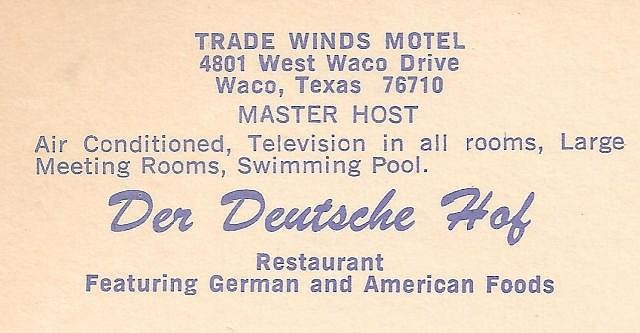 TRADE WINDS MOTEL
4801 West Waco Drive
Waco, Texas 76710
MASTER HOST
Air Conditioned, Television in all rooms, Large
Meeting Rooms, Swimming Pool.
Der Deutsche Hof
Restaurant
Featuring German and American Foods